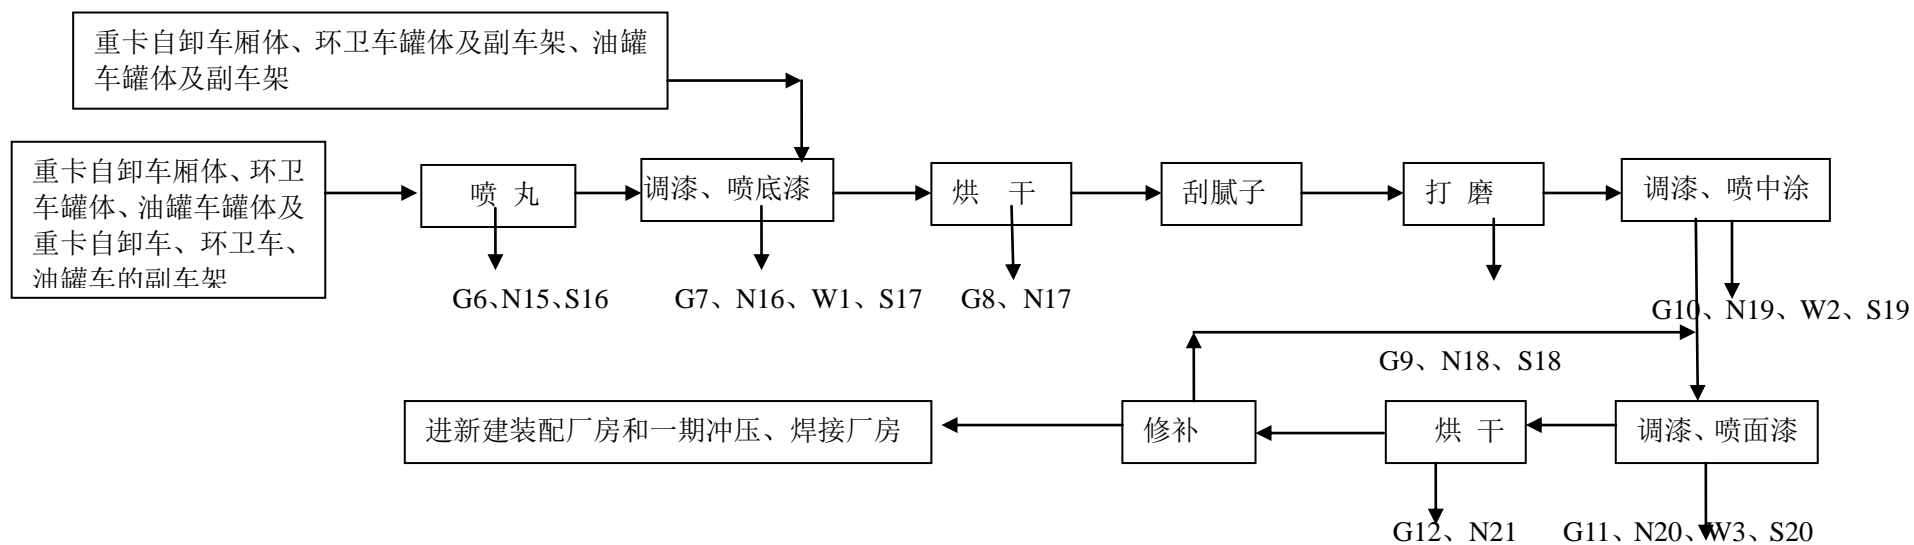 重卡自卸车厢体、环卫车罐体及副车架、油罐
车罐体及副车架
重卡自卸车厢体、环卫
车罐体、油罐车罐体及
重卡自卸车、环卫车、
油罐车的副车架
喷 丸
调漆、喷底漆
烘 干
刮腻子
打 磨
调漆、喷中涂
G6、N15、S16
G7、N16、W1、S17
G8、N17
G10、N19、W2、S19
G9、N18、S18
进新建装配厂房和一期冲压、焊接厂房
修补
烘 干
调漆、喷面漆
G12、N21
G11、N20、W3、S20